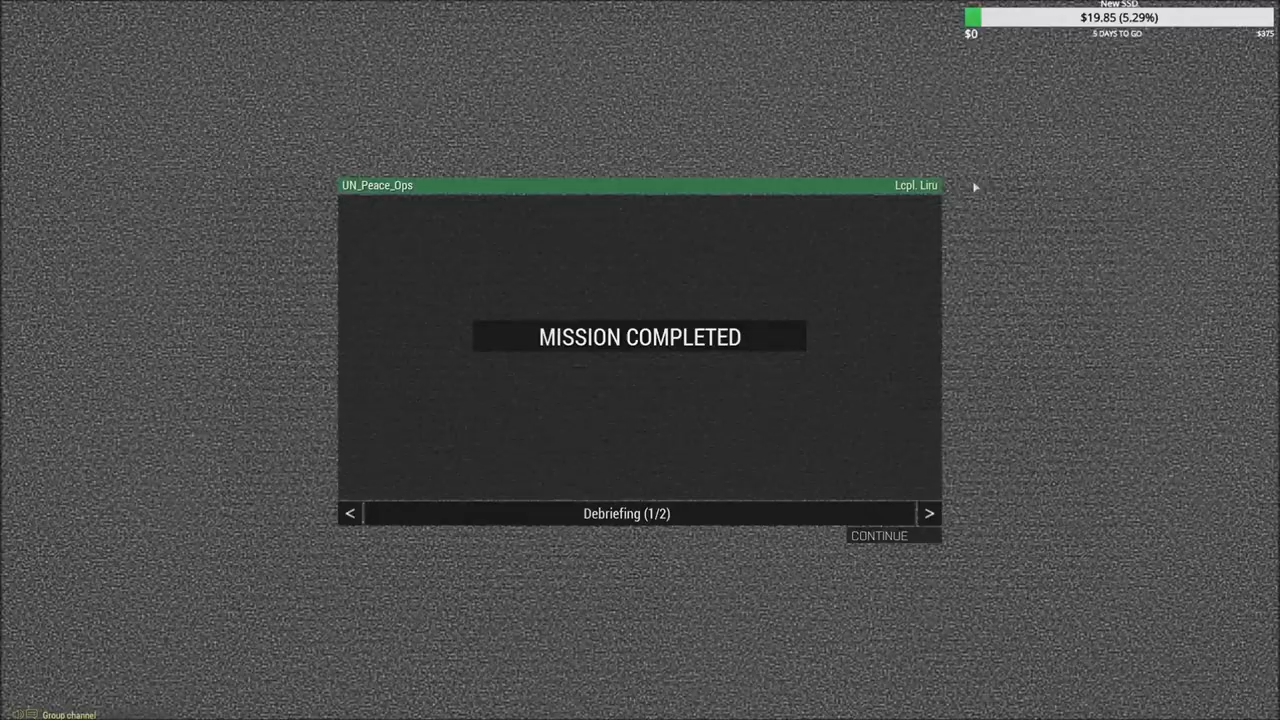 New SSD
$19.85 (5.29%)
$0
5 DAYS TO GO
$375
UN_Peace_Ops
Lcpl. Liru
MISSION COMPLETED
<
Debriefing (1/2)
>
CONTINUE
Group channel